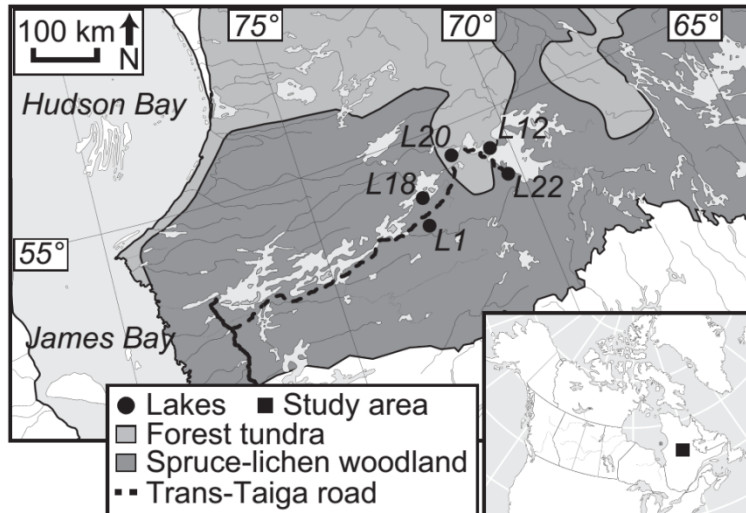 100 km
N
75°
70°
65°
Hudson Bay
L20
L12
L18
L22
L1
55°
James Bay
Lakes
Study area
Forest tundra
Spruce-lichen woodland
Trans-Taiga road